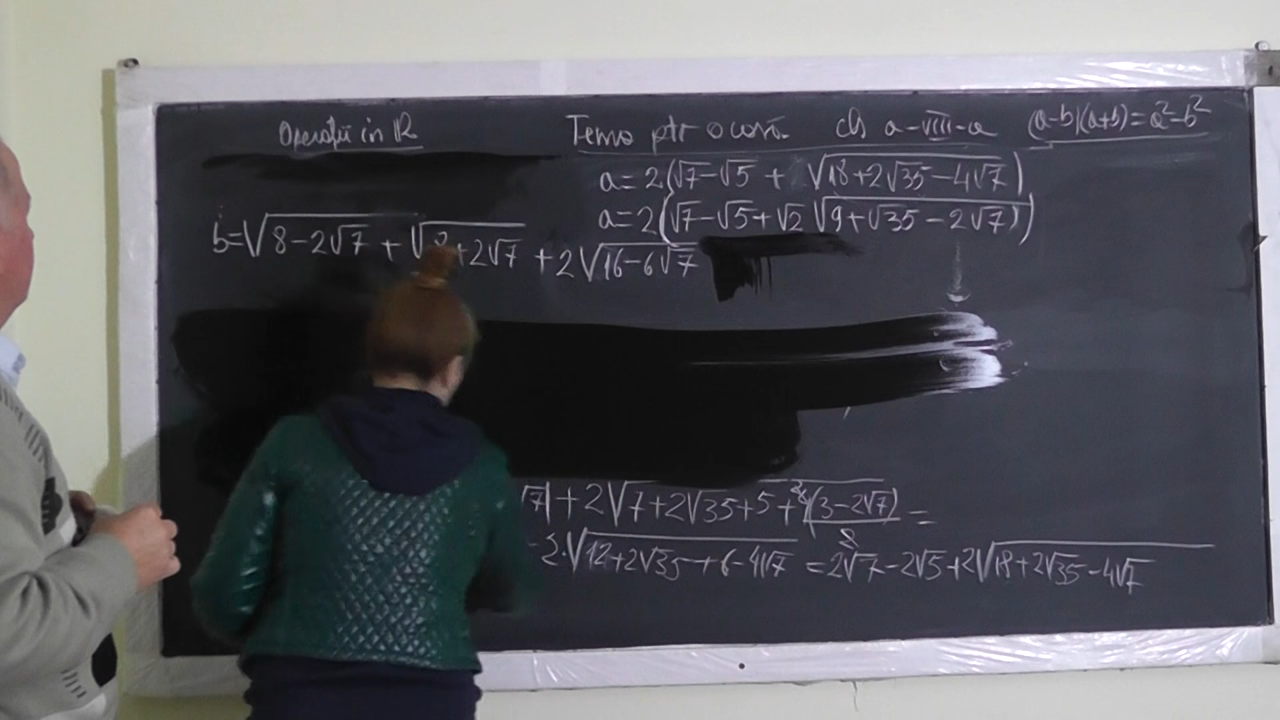 Operații in R
Temă ptr acasă cls a-VIII-a (a-b)(a+b)=a²-b²
a=2(√7-√5 + √(18+2√35-4√7))
a=2(√7-√5+√2 √(9+√35-2√7))
b=√(8-2√7) + √(8+2√7) + 2√(16-6√7)
√7|+2√(7+2√35+5+(3-2√7)) =
2·√(12+2√35+6-4√7) = 2√7-2√5+2√(18+2√35-4√7)